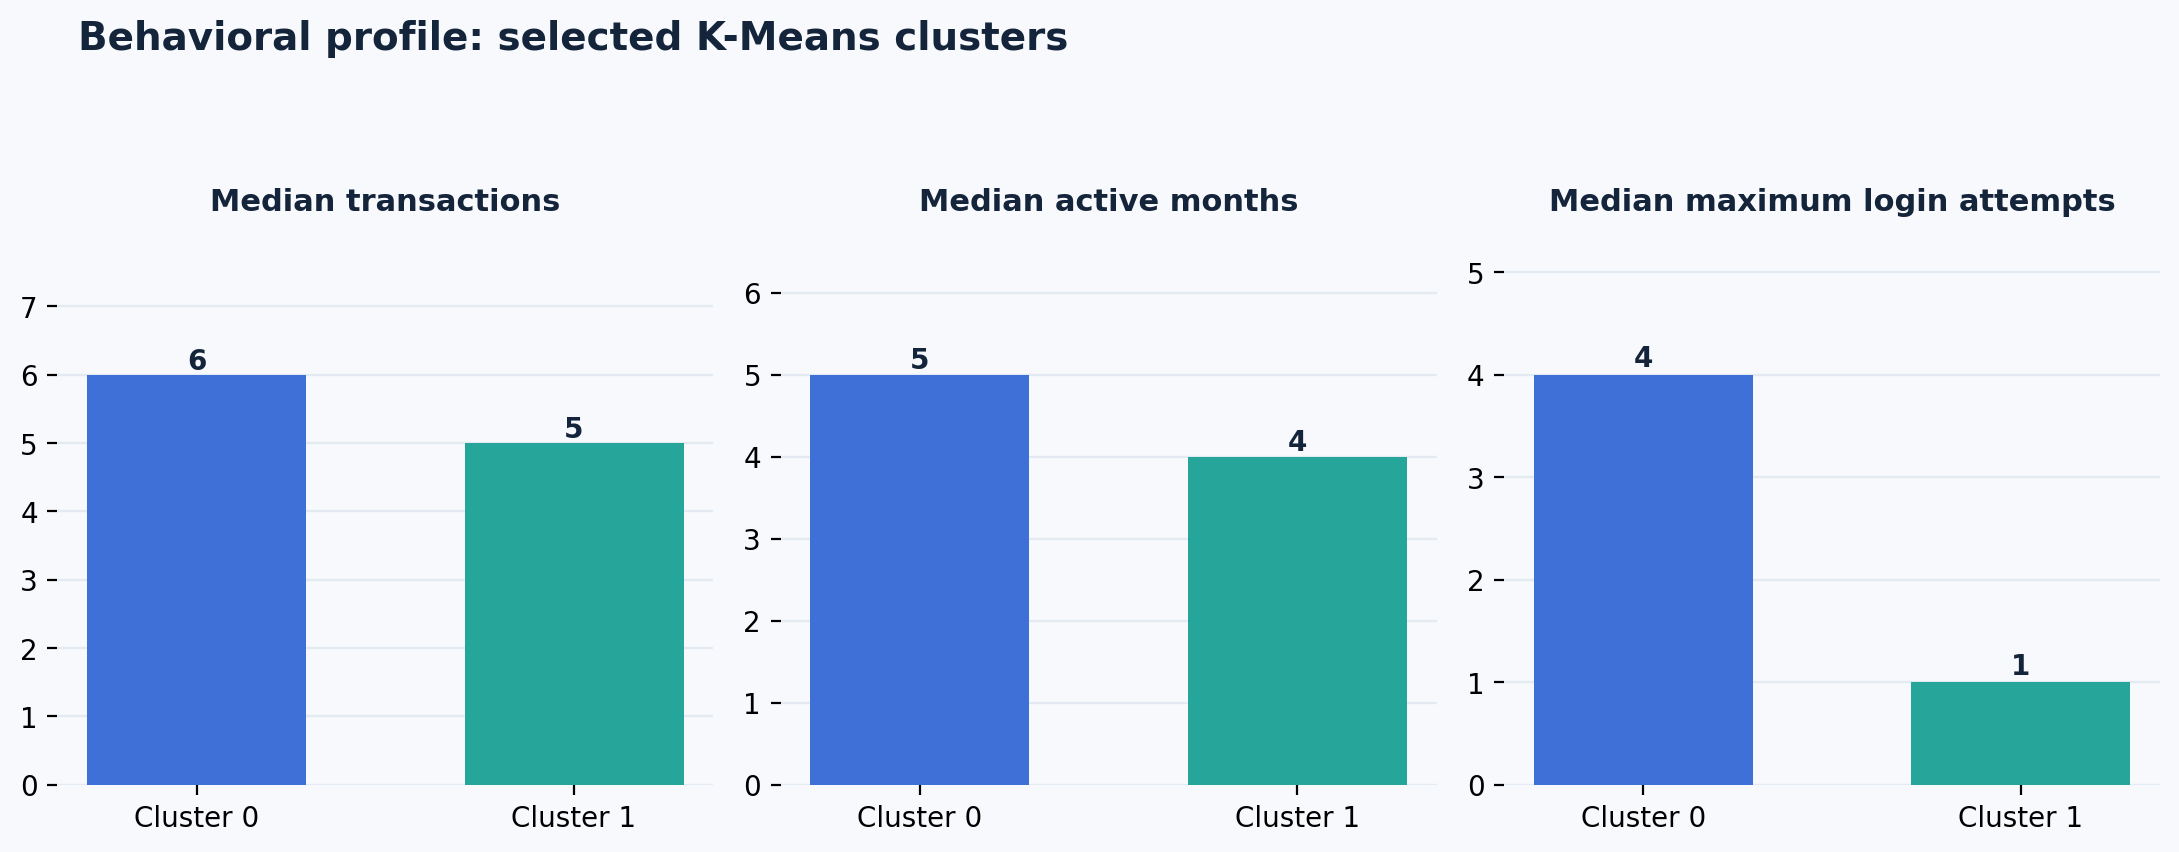 Behavioral profile: selected K-Means clusters
Median transactions
7
6
5
4
3
2
1
0
6
5
Cluster 0
Cluster 1
Median active months
6
5
4
3
2
1
0
5
4
Cluster 0
Cluster 1
Median maximum login attempts
5
4
3
2
1
0
4
1
Cluster 0
Cluster 1